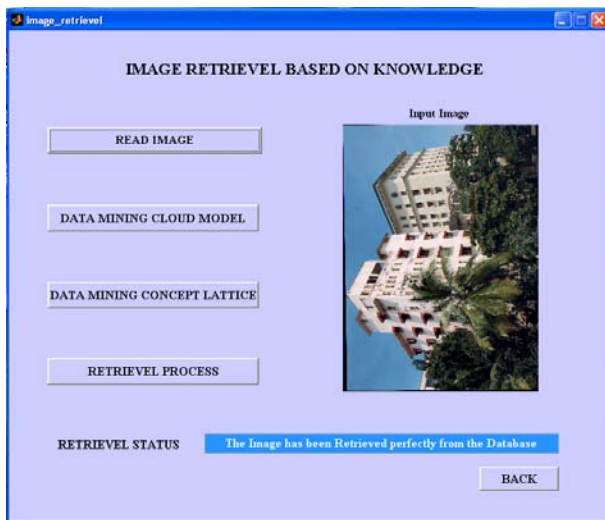 Image_retrievel
IMAGE RETRIEVEL BASED ON KNOWLEDGE
Input Image
READ IMAGE
DATA MINING CLOUD MODEL
DATA MINING CONCEPT LATTICE
RETRIEVEL PROCESS
RETRIEVEL STATUS The Image has been Retrieved perfectly from the Database
BACK